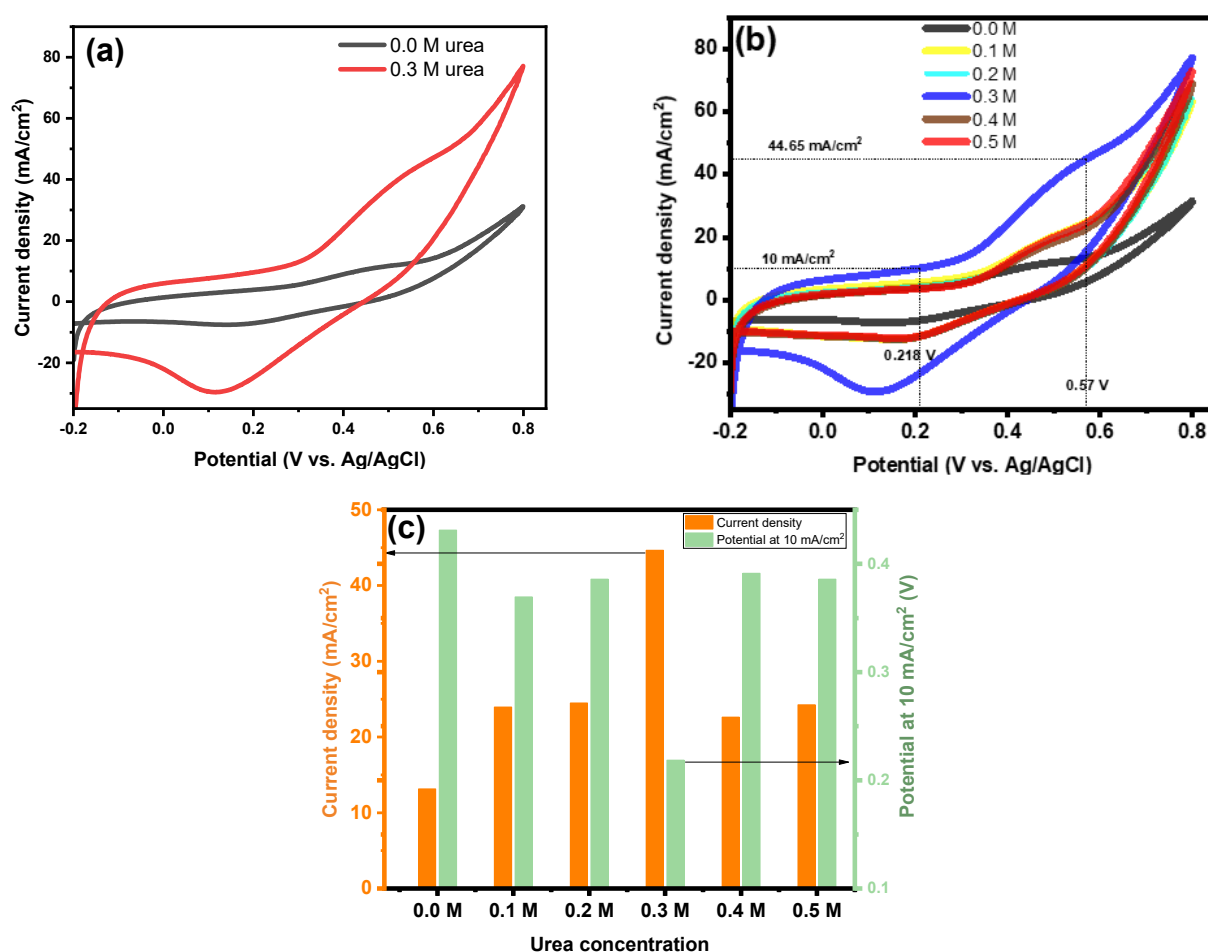 (a)
0.0 M urea
0.3 M urea
80
60
40
20
0
-20
-0.2 0.0 0.2 0.4 0.6 0.8
Current density (mA/cm²)
Potential (V vs. Ag/AgCl)
(b)
0.0 M
0.1 M
0.2 M
0.3 M
0.4 M
0.5 M
44.65 mA/cm²
10 mA/cm²
0.218 V
0.57 V
80
60
40
20
0
-20
-0.2 0.0 0.2 0.4 0.6 0.8
Current density (mA/cm²)
Potential (V vs. Ag/AgCl)
(c)
Current density
Potential at 10 mA/cm²
50
40
30
20
10
0
Current density (mA/cm²)
0.4
0.3
0.2
0.1
Potential at 10 mA/cm² (V)
0.0 M 0.1 M 0.2 M 0.3 M 0.4 M 0.5 M
Urea concentration